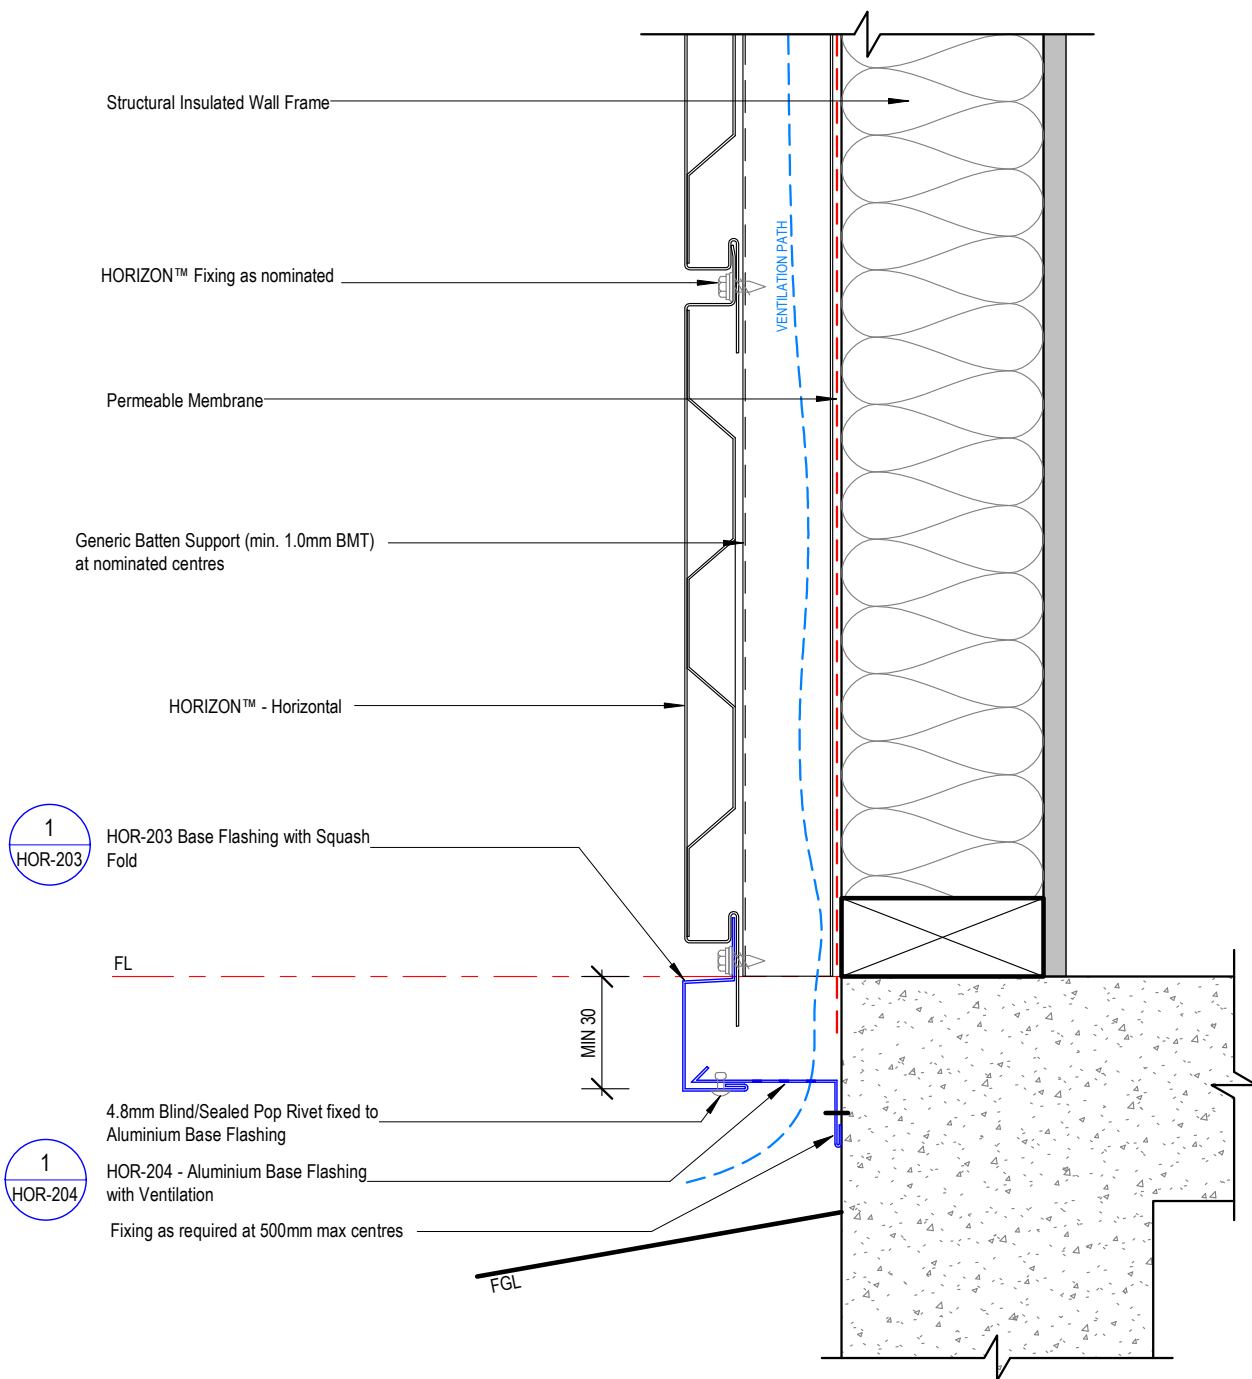 Structural Insulated Wall Frame
VENTILATION PATH
HORIZON™ Fixing as nominated
Permeable Membrane
Generic Batten Support (min. 1.0mm BMT)
at nominated centres
HORIZON™ - Horizontal
1
HOR-203
HOR-203 Base Flashing with Squash
Fold
FL
MIN 30
4.8mm Blind/Sealed Pop Rivet fixed to
Aluminium Base Flashing
1
HOR-204
HOR-204 - Aluminium Base Flashing
with Ventilation
Fixing as required at 500mm max centres
FGL